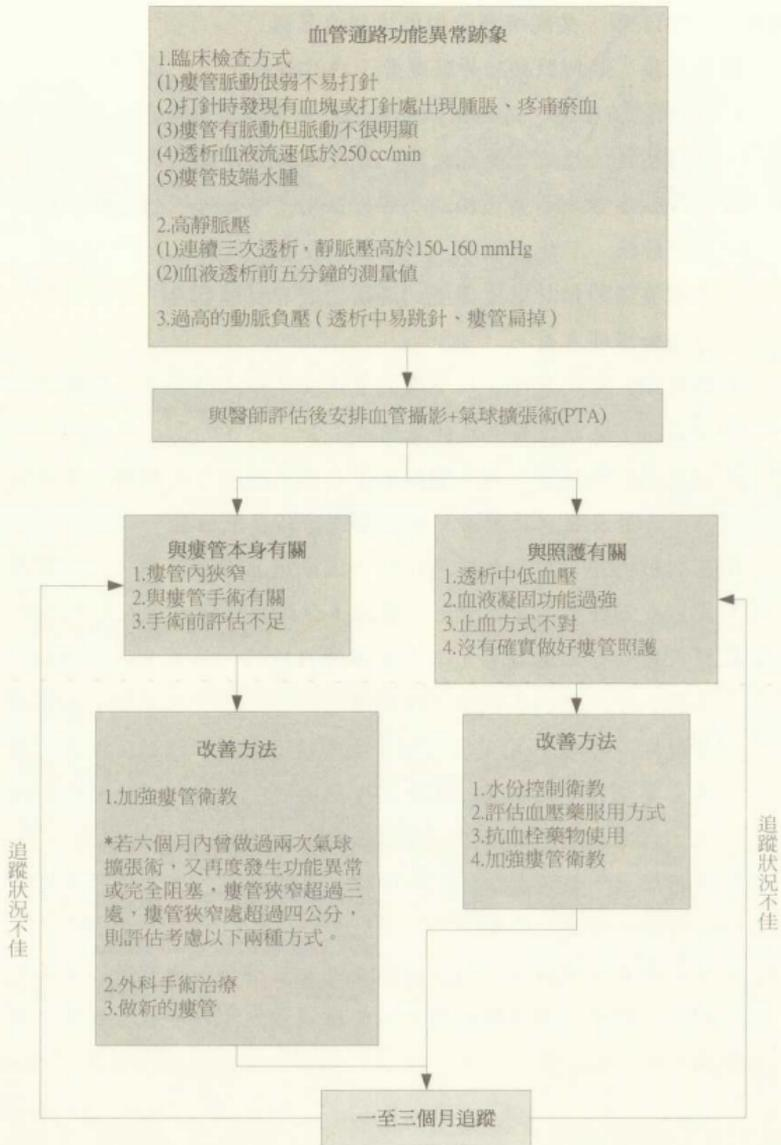 血管通路功能異常跡象
1.臨床檢查方式
(1)瘻管脈動很弱不易打針
(2)打針時發現有血塊或打針處出現腫脹、疼痛瘀血
(3)瘻管有脈動但脈動不很明顯
(4)透析血液流速低於250 cc/min
(5)瘻管肢端水腫
2.高靜脈壓
(1)連續三次透析，靜脈壓高於150-160 mmHg
(2)血液透析前五分鐘的測量值
3.過高的動脈負壓（透析中易跳針、瘻管扁掉）
與醫師評估後安排血管攝影+氣球擴張術(PTA)
與瘻管本身有關
1.瘻管內狹窄
2.與瘻管手術有關
3.手術前評估不足
與照護有關
1.透析中低血壓
2.血液凝固功能過強
3.止血方式不對
4.沒有確實做好瘻管照護
改善方法
1.加強瘻管衛教
*若六個月內曾做過兩次氣球
擴張術，又再度發生功能異常
或完全阻塞，瘻管狹窄超過三
處，瘻管狹窄處超過四公分，
則評估考慮以下兩種方式。
2.外科手術治療
3.做新的瘻管
改善方法
1.水份控制衛教
2.評估血壓藥服用方式
3.抗血栓藥物使用
4.加強瘻管衛教
追蹤狀況不佳
追蹤狀況不佳
一至三個月追蹤